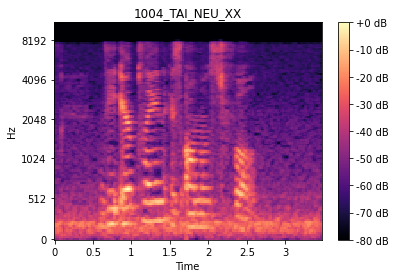 1004_TAI_NEU_XX
+0 dB
8192
-10 dB
4096
-20 dB
-30 dB
2048
-40 dB
Hz
1024
-50 dB
512
-60 dB
-70 dB
0
-80 dB
0 0.5 1 1.5 2 2.5 3
Time